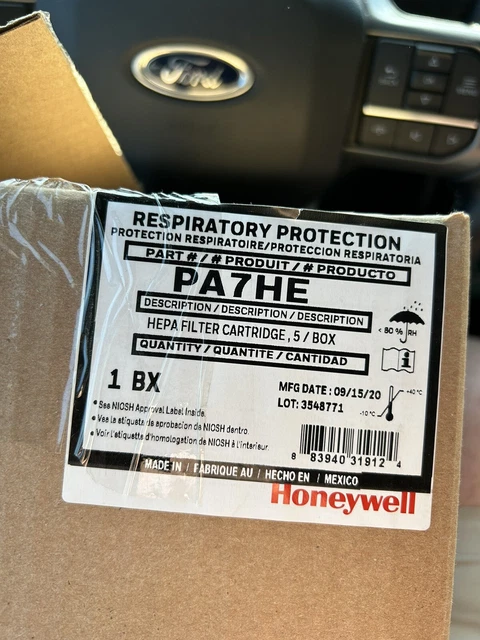 Ford
RESPIRATORY PROTECTION
PROTECTION RESPIRATOIRE/PROTECCION RESPIRATORIA
PART # / # PRODUIT / # PRODUCTO
PA7HE
DESCRIPTION / DESCRIPTION / DESCRIPTION
HEPA FILTER CARTRIDGE, 5 / BOX
QUANTITY / QUANTITE / CANTIDAD
< 80 % RH
1 BX
MFG DATE : 09/15/20
LOT: 3548771
+40 °C
-10 °C
• See NIOSH Approval Label Inside.
• Vea la etiqueta de aprobacion de NIOSH dentro.
• Voir l'etiquette d'homologation de NIOSH à l'interieur.
8 83940 31912 4
MADE IN / FABRIQUE AU / HECHO EN / MEXICO
Honeywell